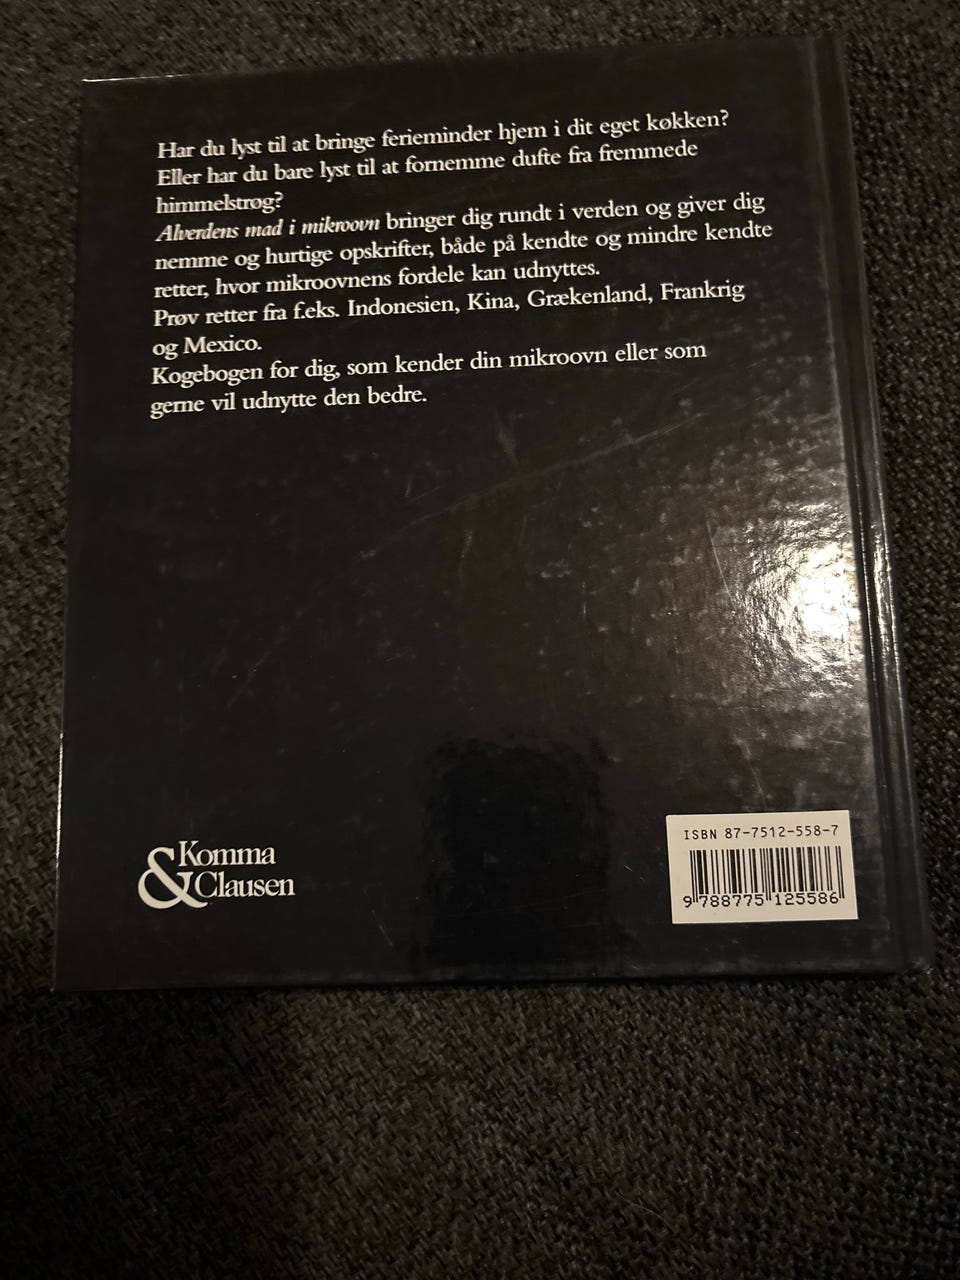 Har du lyst til at bringe ferieminder hjem i dit eget køkken?
Eller har du bare lyst til at fornemme dufte fra fremmede
himmelstrøg?
Alverdens mad i mikroovn bringer dig rundt i verden og giver dig
nemme og hurtige opskrifter, både på kendte og mindre kendte
retter, hvor mikroovnens fordele kan udnyttes.
Prøv retter fra f.eks. Indonesien, Kina, Grækenland, Frankrig
og Mexico.
Kogebogen for dig, som kender din mikroovn eller som
gerne vil udnytte den bedre.
Komma
&Clausen
ISBN 87-7512-558-7
9 788775 125586